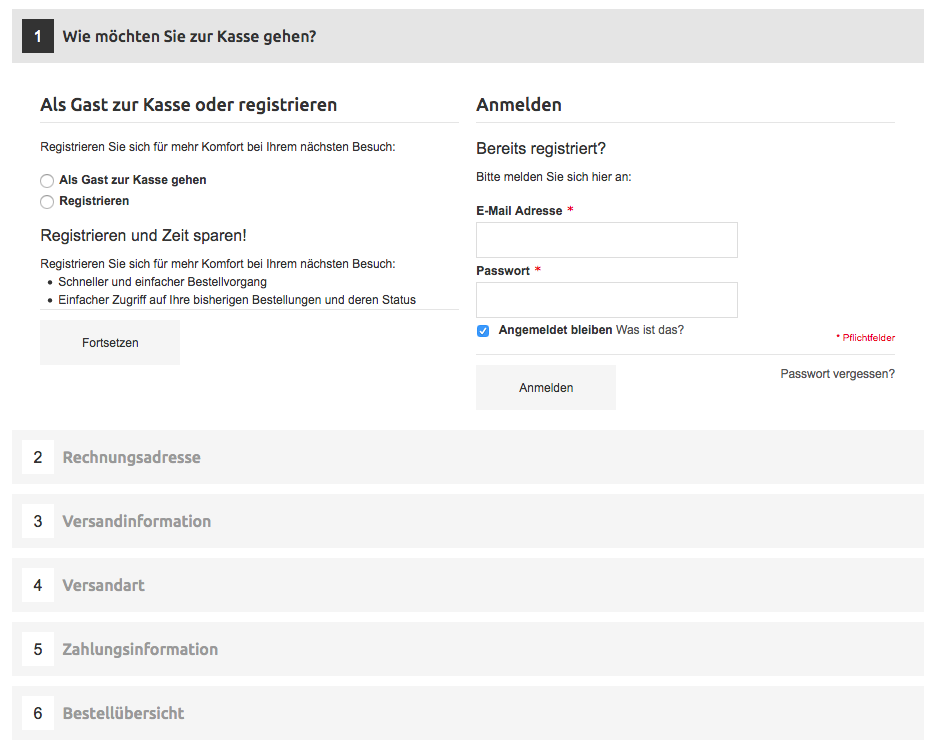 1 Wie möchten Sie zur Kasse gehen?
Als Gast zur Kasse oder registrieren
Registrieren Sie sich für mehr Komfort bei Ihrem nächsten Besuch:
Als Gast zur Kasse gehen
Registrieren
Registrieren und Zeit sparen!
Registrieren Sie sich für mehr Komfort bei Ihrem nächsten Besuch:
• Schneller und einfacher Bestellvorgang
• Einfacher Zugriff auf Ihre bisherigen Bestellungen und deren Status
Fortsetzen
Anmelden
Bereits registriert?
Bitte melden Sie sich hier an:
E-Mail Adresse *
Passwort *
Angemeldet bleiben Was ist das?
* Pflichtfelder
Passwort vergessen?
Anmelden
2 Rechnungsadresse
3 Versandinformation
4 Versandart
5 Zahlungsinformation
6 Bestellübersicht